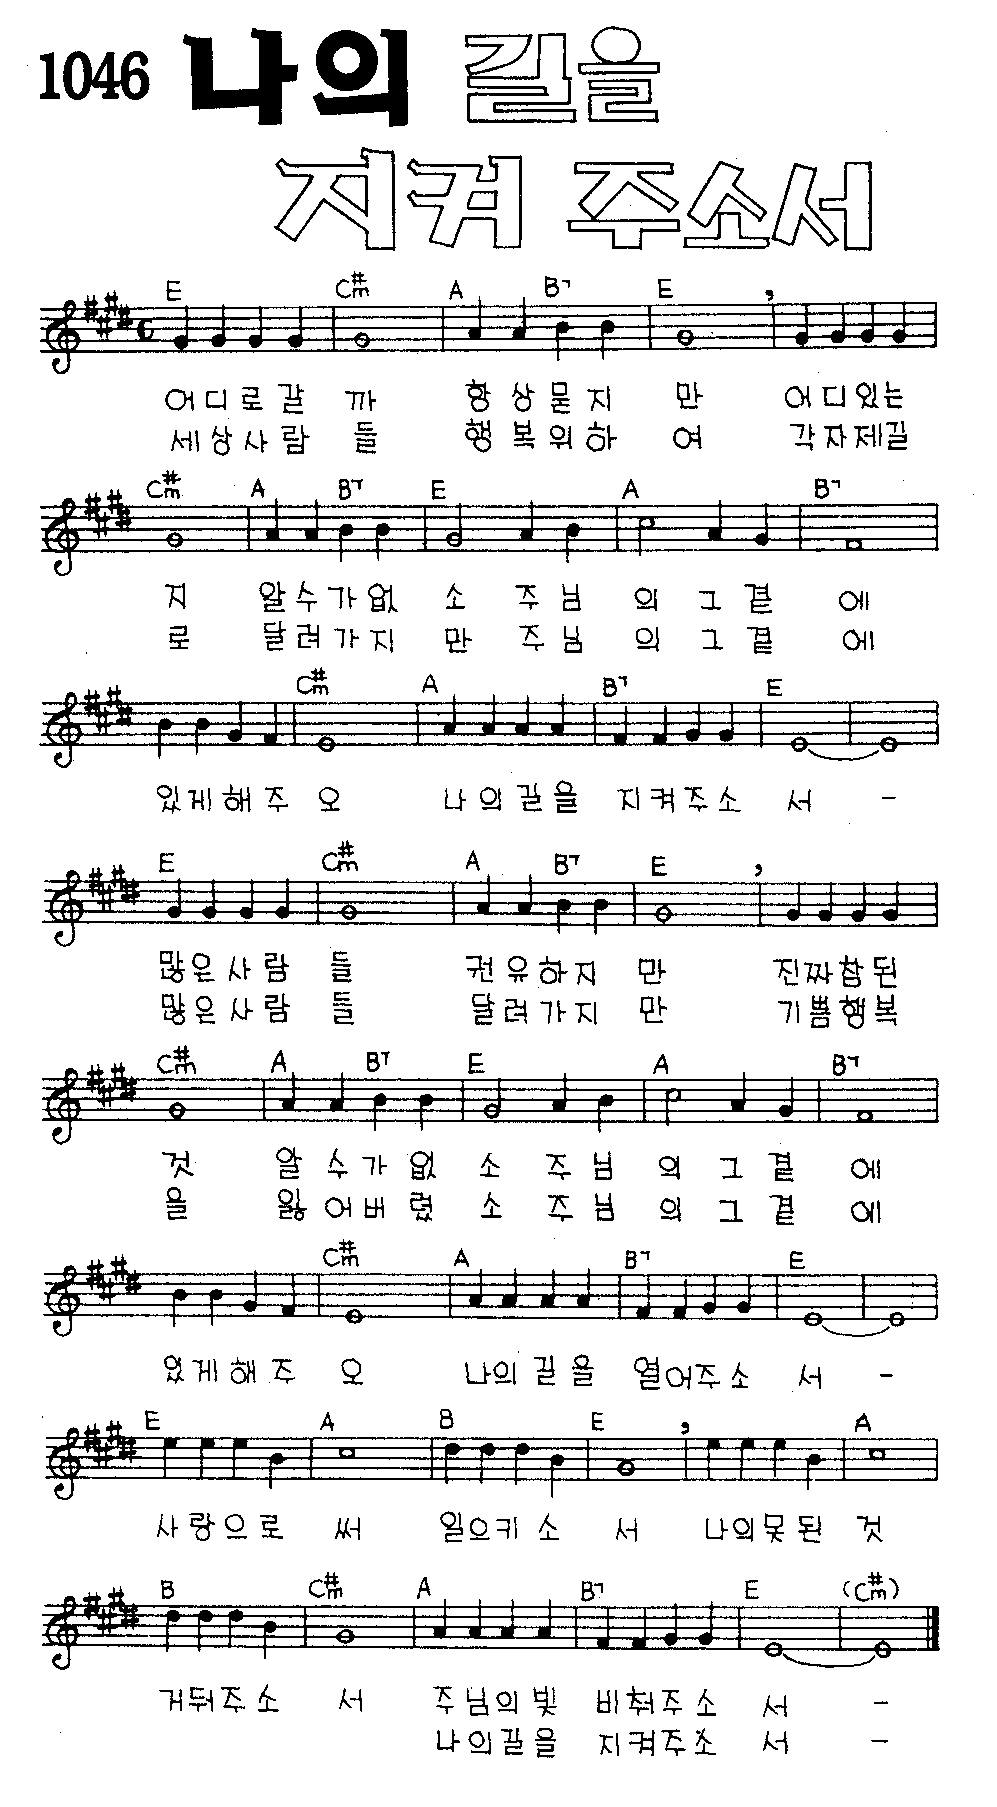 1046 나의 길을
지켜 주소서
E C#m A B7 E
어디로갈 까 항상묻지 만 어디있는
세상사람 들 행복위하 여 각자제길
C#m A B7 E A B7
지 알수가없 소 주님 의그곁 에
로 달려가지 만 주님 의그곁 에
C#m A B7 E
있게해주 오 나의길을 지켜주소 서 -
E C#m A B7 E
많은사람 들 권유하지 만 진짜참된
많은사람 들 달려가지 만 기쁨행복
C#m A B7 E A B7
것 알수가없 소 주님 의그곁 에
을 잃어버렸 소 주님 의그곁 에
C#m A B7 E
있게해주 오 나의길을 열어주소 서 -
E A B E A
사랑으로 써 일으키소 서 나의못된 것
B C#m A B7 E (C#m)
거둬주소 서 주님의빛 비춰주소 서 -
나의길을 지켜주소 서 -